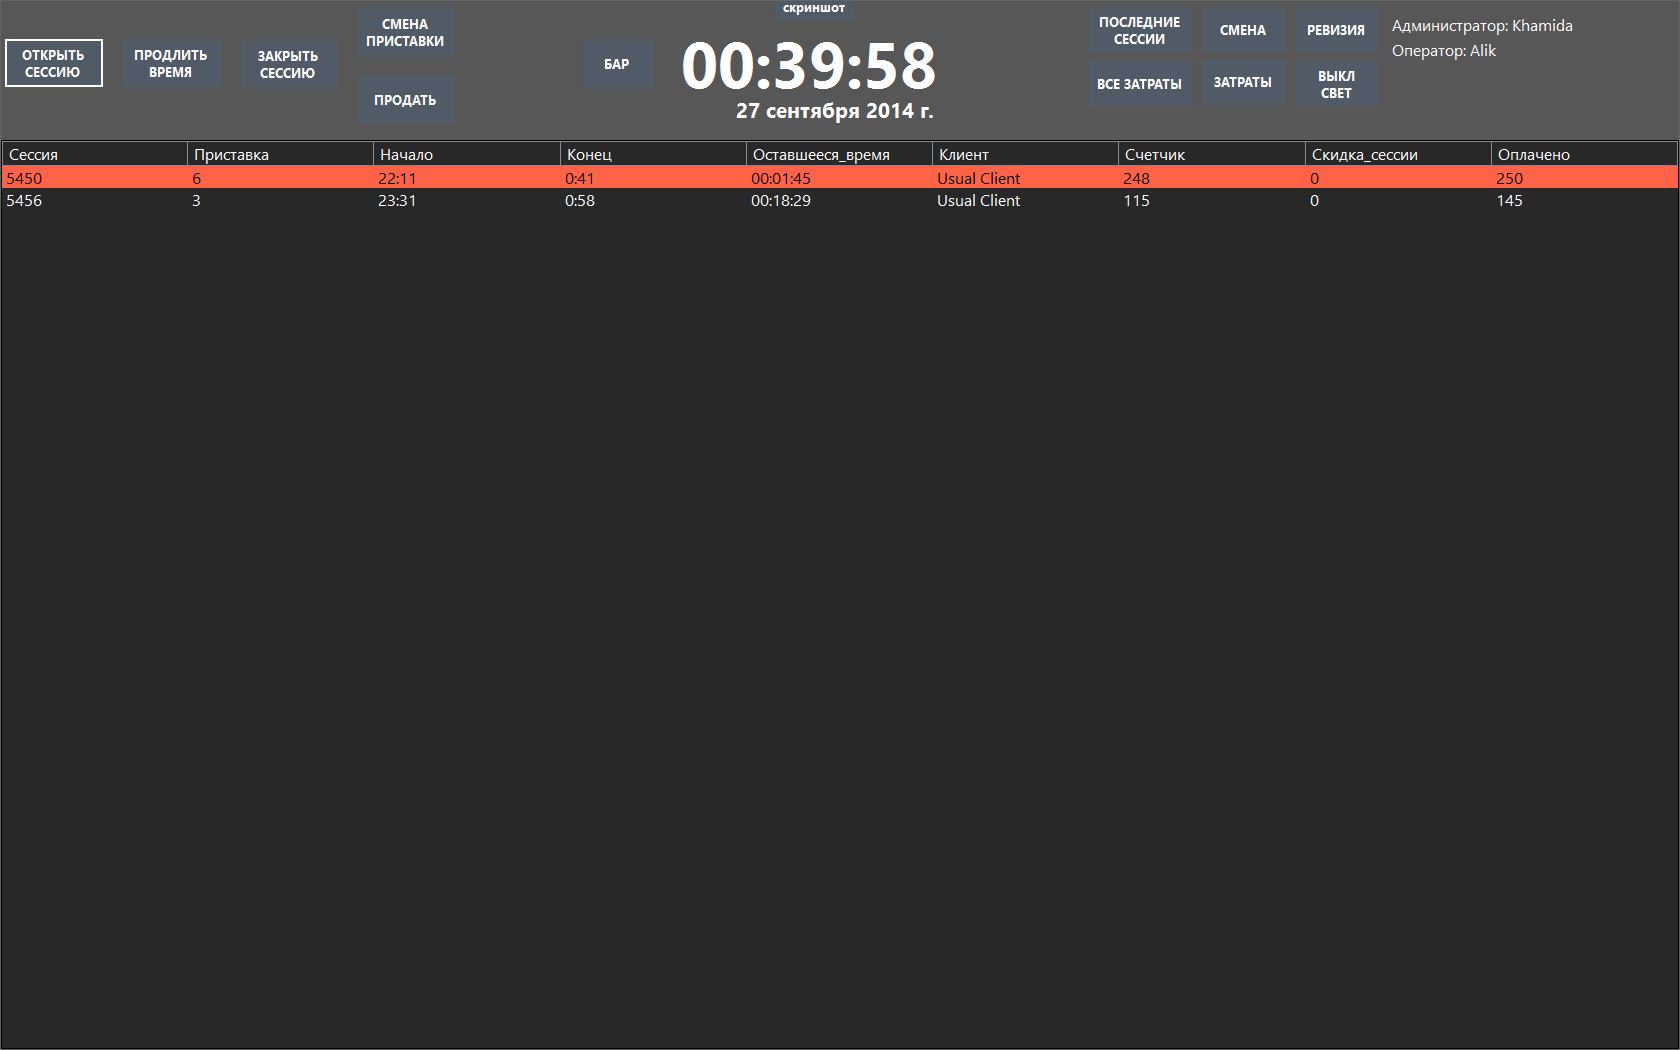 скриншот
ОТКРЫТЬ
СЕССИЮ
ПРОДЛИТЬ
ВРЕМЯ
ЗАКРЫТЬ
СЕССИЮ
СМЕНА
ПРИСТАВКИ
ПРОДАТЬ
БАР
00:39:58
27 сентября 2014 г.
ПОСЛЕДНИЕ
СЕССИИ
СМЕНА
РЕВИЗИЯ
ВСЕ ЗАТРАТЫ
ЗАТРАТЫ
ВЫКЛ
СВЕТ
Администратор: Khamida
Оператор: Alik
Сессия Приставка Начало Конец Оставшееся_время Клиент Счетчик Скидка_сессии Оплачено
5450 6 22:11 0:41 00:01:45 Usual Client 248 0 250
5456 3 23:31 0:58 00:18:29 Usual Client 115 0 145